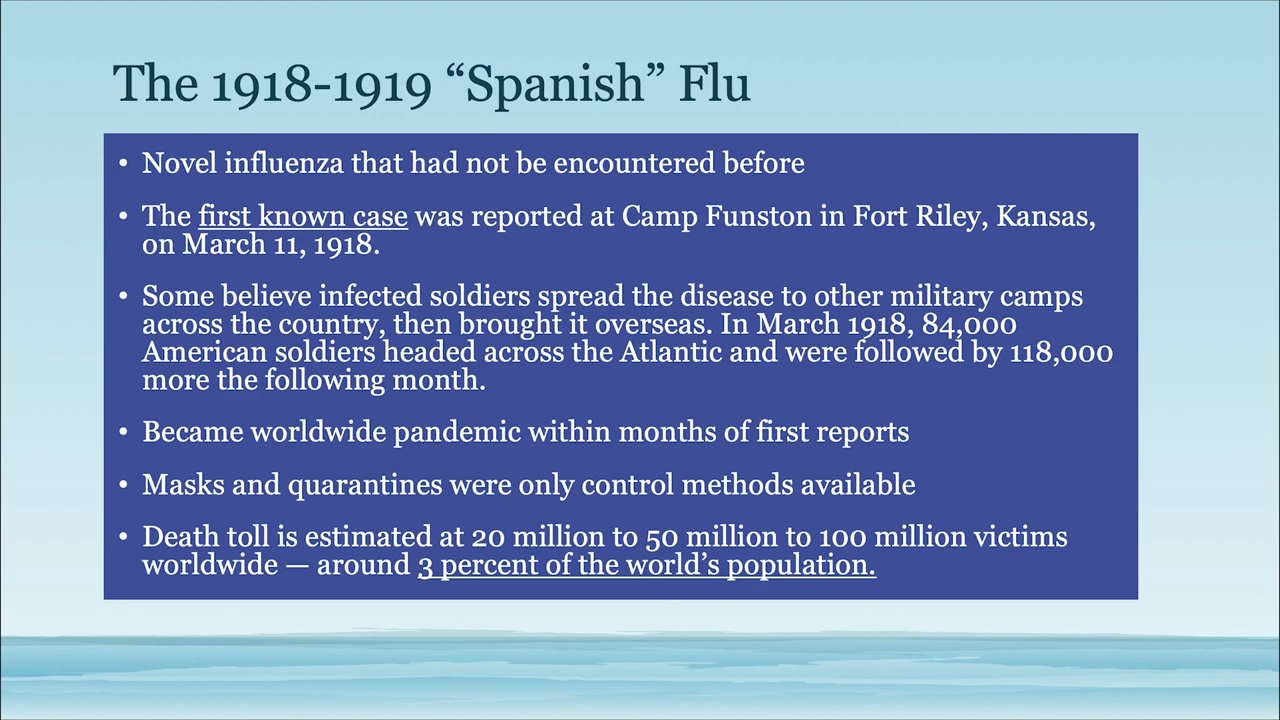 The 1918-1919 “Spanish” Flu
• Novel influenza that had not be encountered before
• The first known case was reported at Camp Funston in Fort Riley, Kansas,
on March 11, 1918.
• Some believe infected soldiers spread the disease to other military camps
across the country, then brought it overseas. In March 1918, 84,000
American soldiers headed across the Atlantic and were followed by 118,000
more the following month.
• Became worldwide pandemic within months of first reports
• Masks and quarantines were only control methods available
• Death toll is estimated at 20 million to 50 million to 100 million victims
worldwide — around 3 percent of the world’s population.